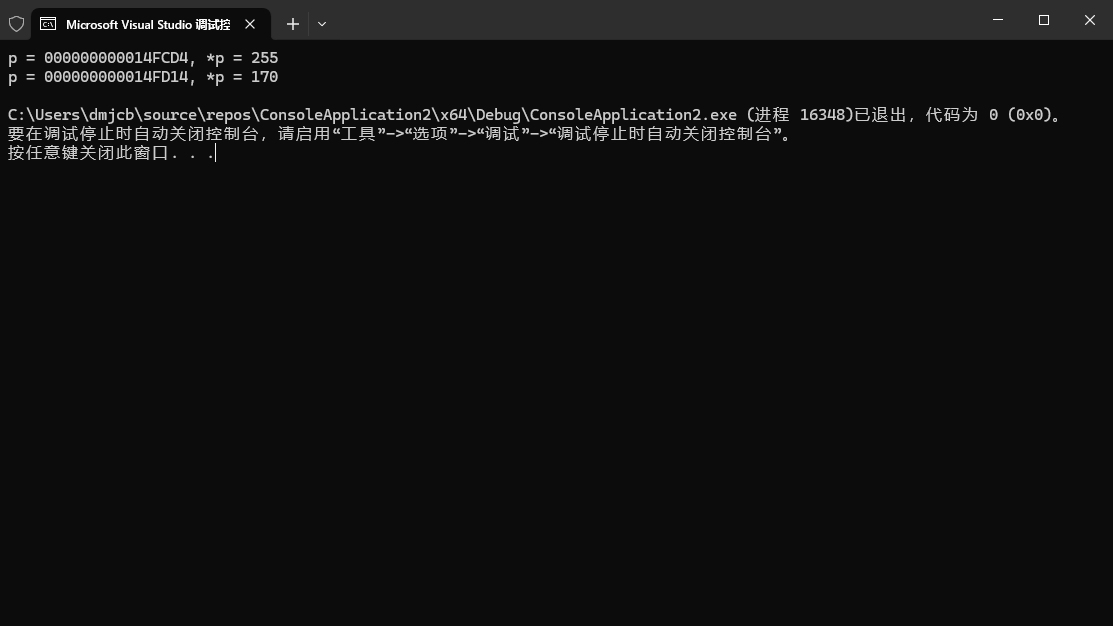 Microsoft Visual Studio 调试控
p = 000000000014FCD4, *p = 255
p = 000000000014FD14, *p = 170
C:\Users\dmjcb\source\repos\ConsoleApplication2\x64\Debug\ConsoleApplication2.exe (进程 16348)已退出，代码为 0 (0x0)。
要在调试停止时自动关闭控制台，请启用“工具”->“选项”->“调试”->“调试停止时自动关闭控制台”。
按任意键关闭此窗口. . .